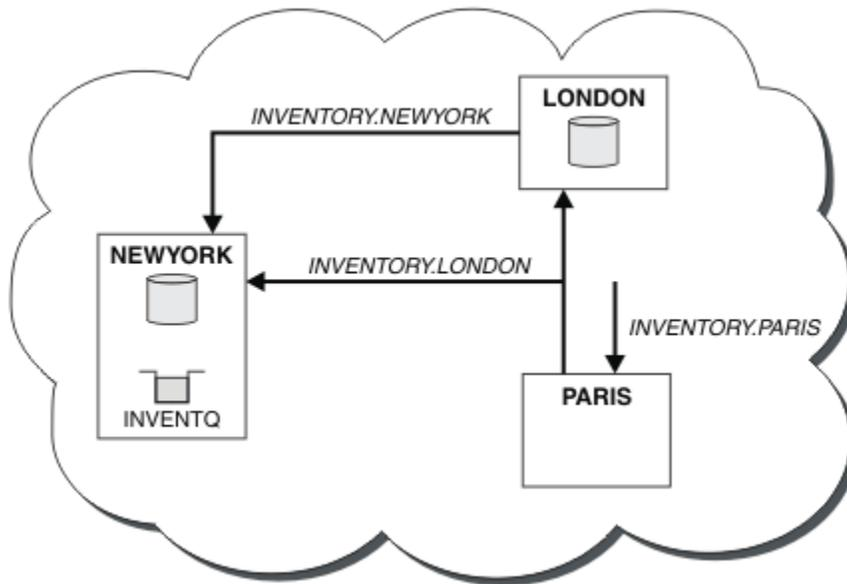 LONDON
INVENTORY.NEWYORK
NEWYORK
INVENTORY.LONDON
INVENTORY.PARIS
PARIS
INVENTQ